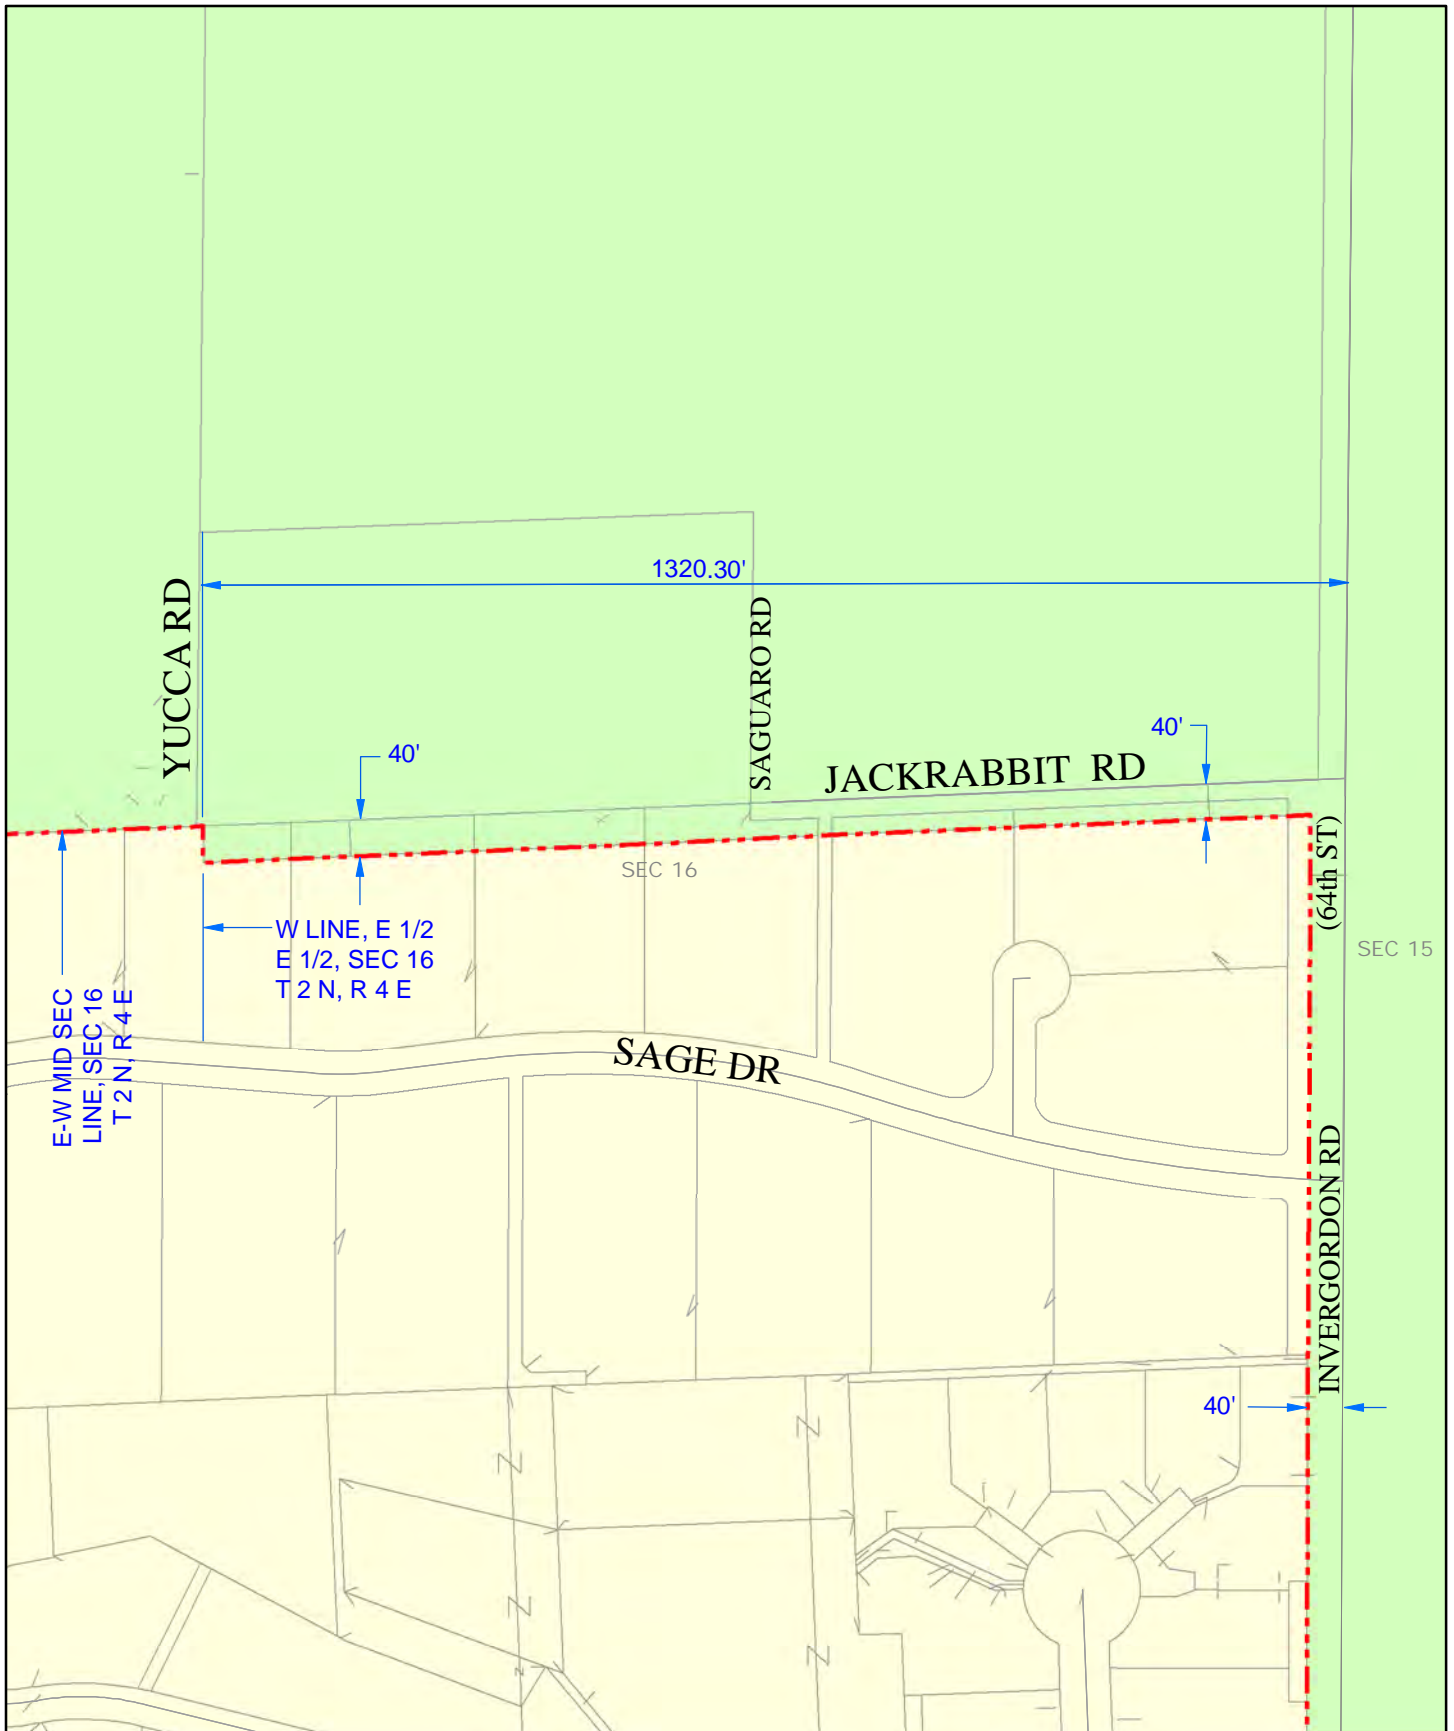 1320.30'
YUCCA RD
SAGUARO RD
40'
40'
JACKRABBIT RD
SEC 16
(64th ST)
W LINE, E 1/2
E 1/2, SEC 16
T 2 N, R 4 E
SEC 15
E-W MID SEC
LINE, SEC 16
T 2 N, R 4 E
SAGE DR
INVERGORDON RD
40'